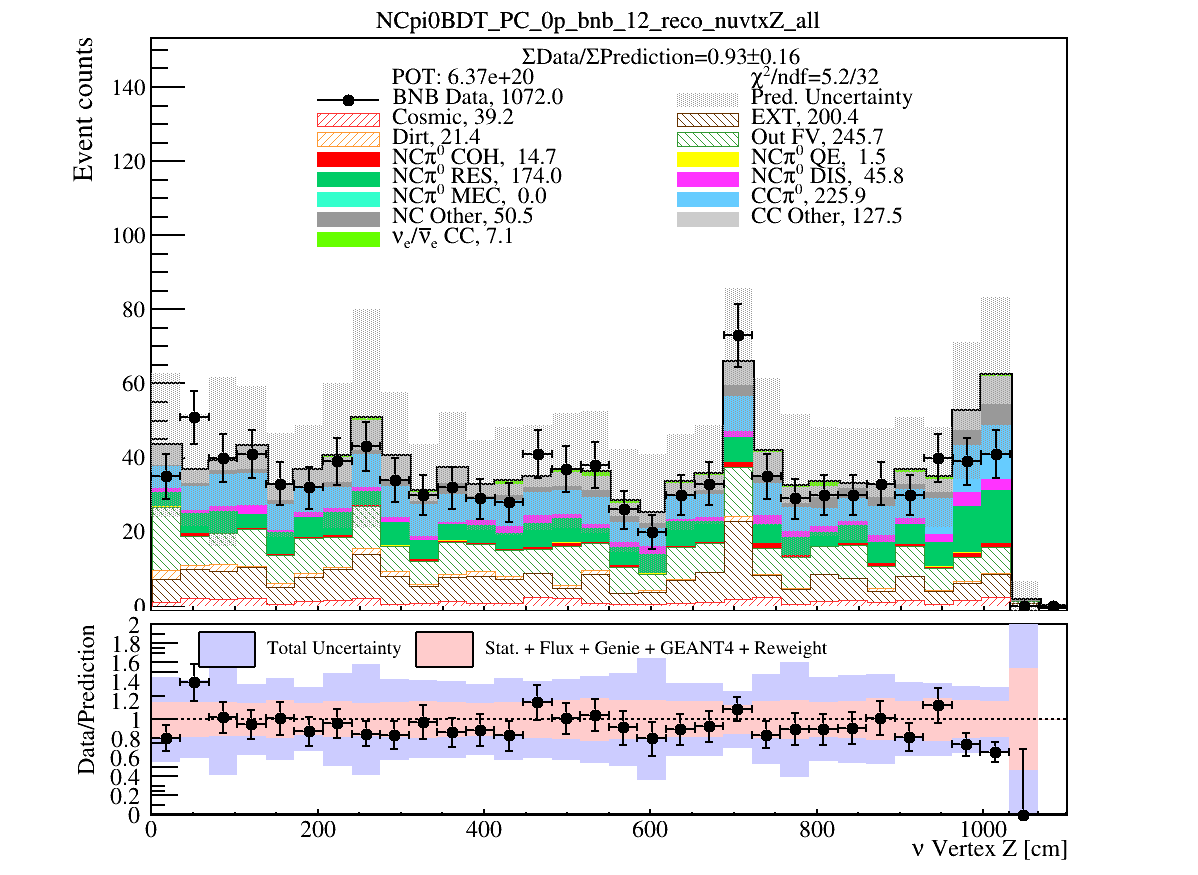 NCpi0BDT_PC_0p_bnb_12_reco_nuvtxZ_all
ΣData/ΣPrediction=0.93±0.16
POT: 6.37e+20
χ²/ndf=5.2/32
BNB Data, 1072.0
Pred. Uncertainty
Cosmic, 39.2
EXT, 200.4
Dirt, 21.4
Out FV, 245.7
NCπ⁰ COH, 14.7
NCπ⁰ QE, 1.5
NCπ⁰ RES, 174.0
NCπ⁰ DIS, 45.8
NCπ⁰ MEC, 0.0
CCπ⁰, 225.9
NC Other, 50.5
CC Other, 127.5
νₑ/ν̅ₑ CC, 7.1
Event counts
140
120
100
80
60
40
20
0
Data/Prediction
2
1.8
1.6
1.4
1.2
1
0.8
0.6
0.4
0.2
0
Total Uncertainty
Stat. + Flux + Genie + GEANT4 + Reweight
0 200 400 600 800 1000
ν Vertex Z [cm]